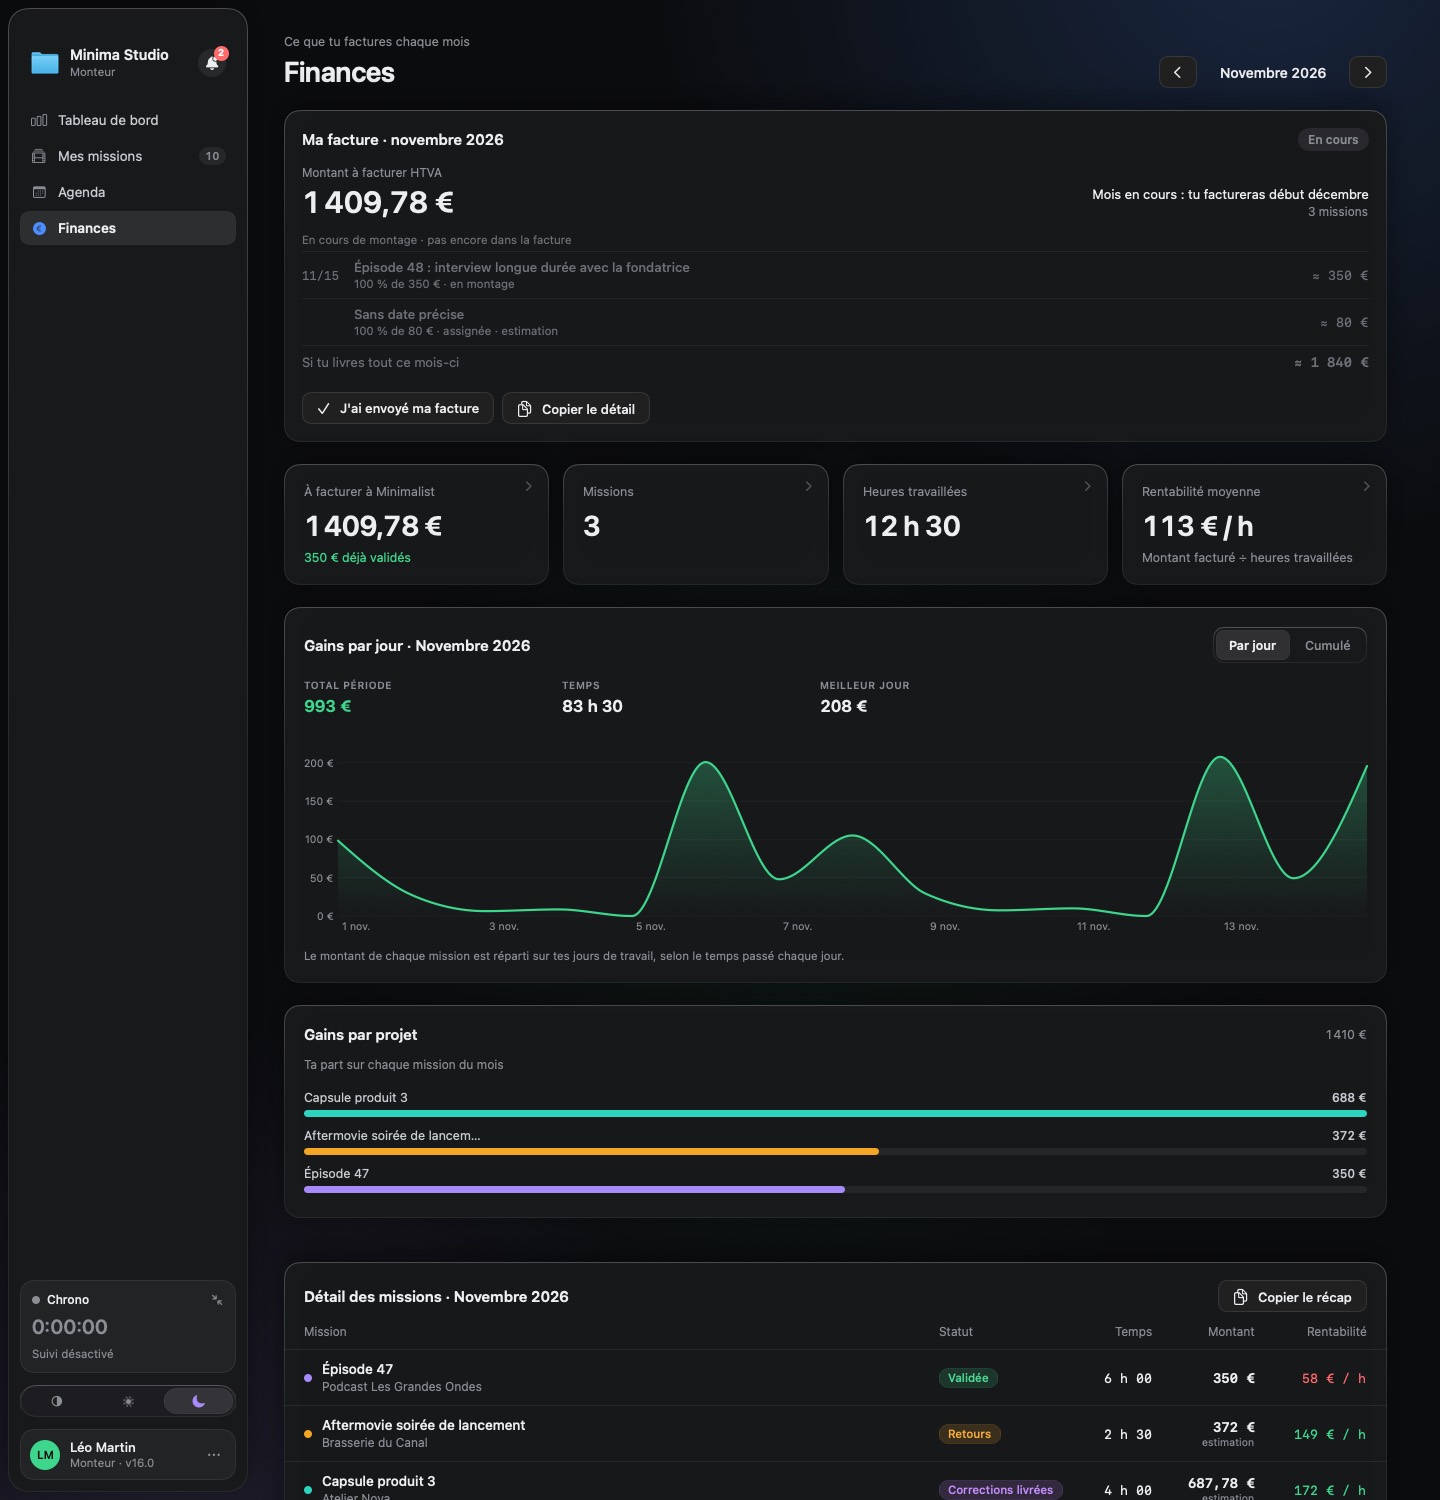 Minima Studio
Monteur
2
Tableau de bord
Mes missions
10
Agenda
Finances
Ce que tu factures chaque mois
Finances
Novembre 2026
Ma facture · novembre 2026
En cours
Montant à facturer HTVA
1 409,78 €
Mois en cours : tu factureras début décembre
3 missions
En cours de montage · pas encore dans la facture
11/15
Épisode 48 : interview longue durée avec la fondatrice
100 % de 350 € · en montage
≈ 350 €
Sans date précise
100 % de 80 € · assignée · estimation
≈ 80 €
Si tu livres tout ce mois-ci
≈ 1 840 €
J'ai envoyé ma facture
Copier le détail
À facturer à Minimalist
1 409,78 €
350 € déjà validés
Missions
3
Heures travaillées
12 h 30
Rentabilité moyenne
113 € / h
Montant facturé ÷ heures travaillées
Gains par jour · Novembre 2026
Par jour
Cumulé
TOTAL PÉRIODE
993 €
TEMPS
83 h 30
MEILLEUR JOUR
208 €
200 €
150 €
100 €
50 €
0 €
1 nov.
3 nov.
5 nov.
7 nov.
9 nov.
11 nov.
13 nov.
Le montant de chaque mission est réparti sur tes jours de travail, selon le temps passé chaque jour.
Gains par projet
1 410 €
Ta part sur chaque mission du mois
Capsule produit 3
688 €
Aftermovie soirée de lancem...
372 €
Épisode 47
350 €
Détail des missions · Novembre 2026
Copier le récap
Mission
Statut
Temps
Montant
Rentabilité
Épisode 47
Podcast Les Grandes Ondes
Validée
6 h 00
350 €
58 € / h
Aftermovie soirée de lancement
Brasserie du Canal
Retours
2 h 30
372 €
estimation
149 € / h
Capsule produit 3
Atelier Nova
Corrections livrées
4 h 00
687,78 €
estimation
172 € / h
Chrono
0:00:00
Suivi désactivé
LM
Léo Martin
Monteur · v16.0